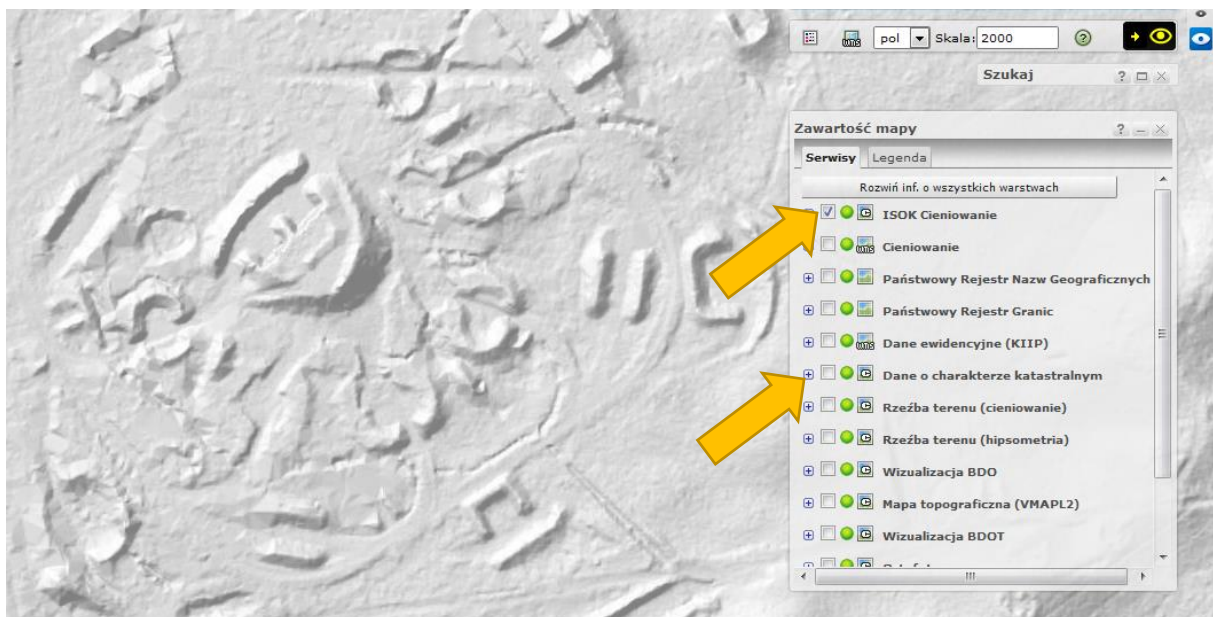 pol Skala: 2000
Szukaj
Zawartość mapy
Serwisy Legenda
Rozwiń inf. o wszystkich warstwach
ISOK Cieniowanie
Cieniowanie
Państwowy Rejestr Nazw Geograficznych
Państwowy Rejestr Granic
Dane ewidencyjne (KIIP)
Dane o charakterze katastralnym
Rzeźba terenu (cieniowanie)
Rzeźba terenu (hipsometria)
Wizualizacja BDO
Mapa topograficzna (VMAPL2)
Wizualizacja BDOT